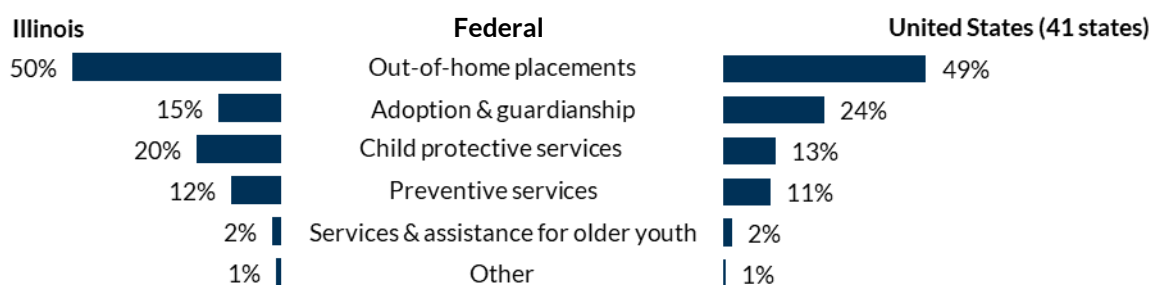 Illinois Federal United States (41 states)
50% Out-of-home placements 49%
15% Adoption & guardianship 24%
20% Child protective services 13%
12% Preventive services 11%
2% Services & assistance for older youth 2%
1% Other 1%